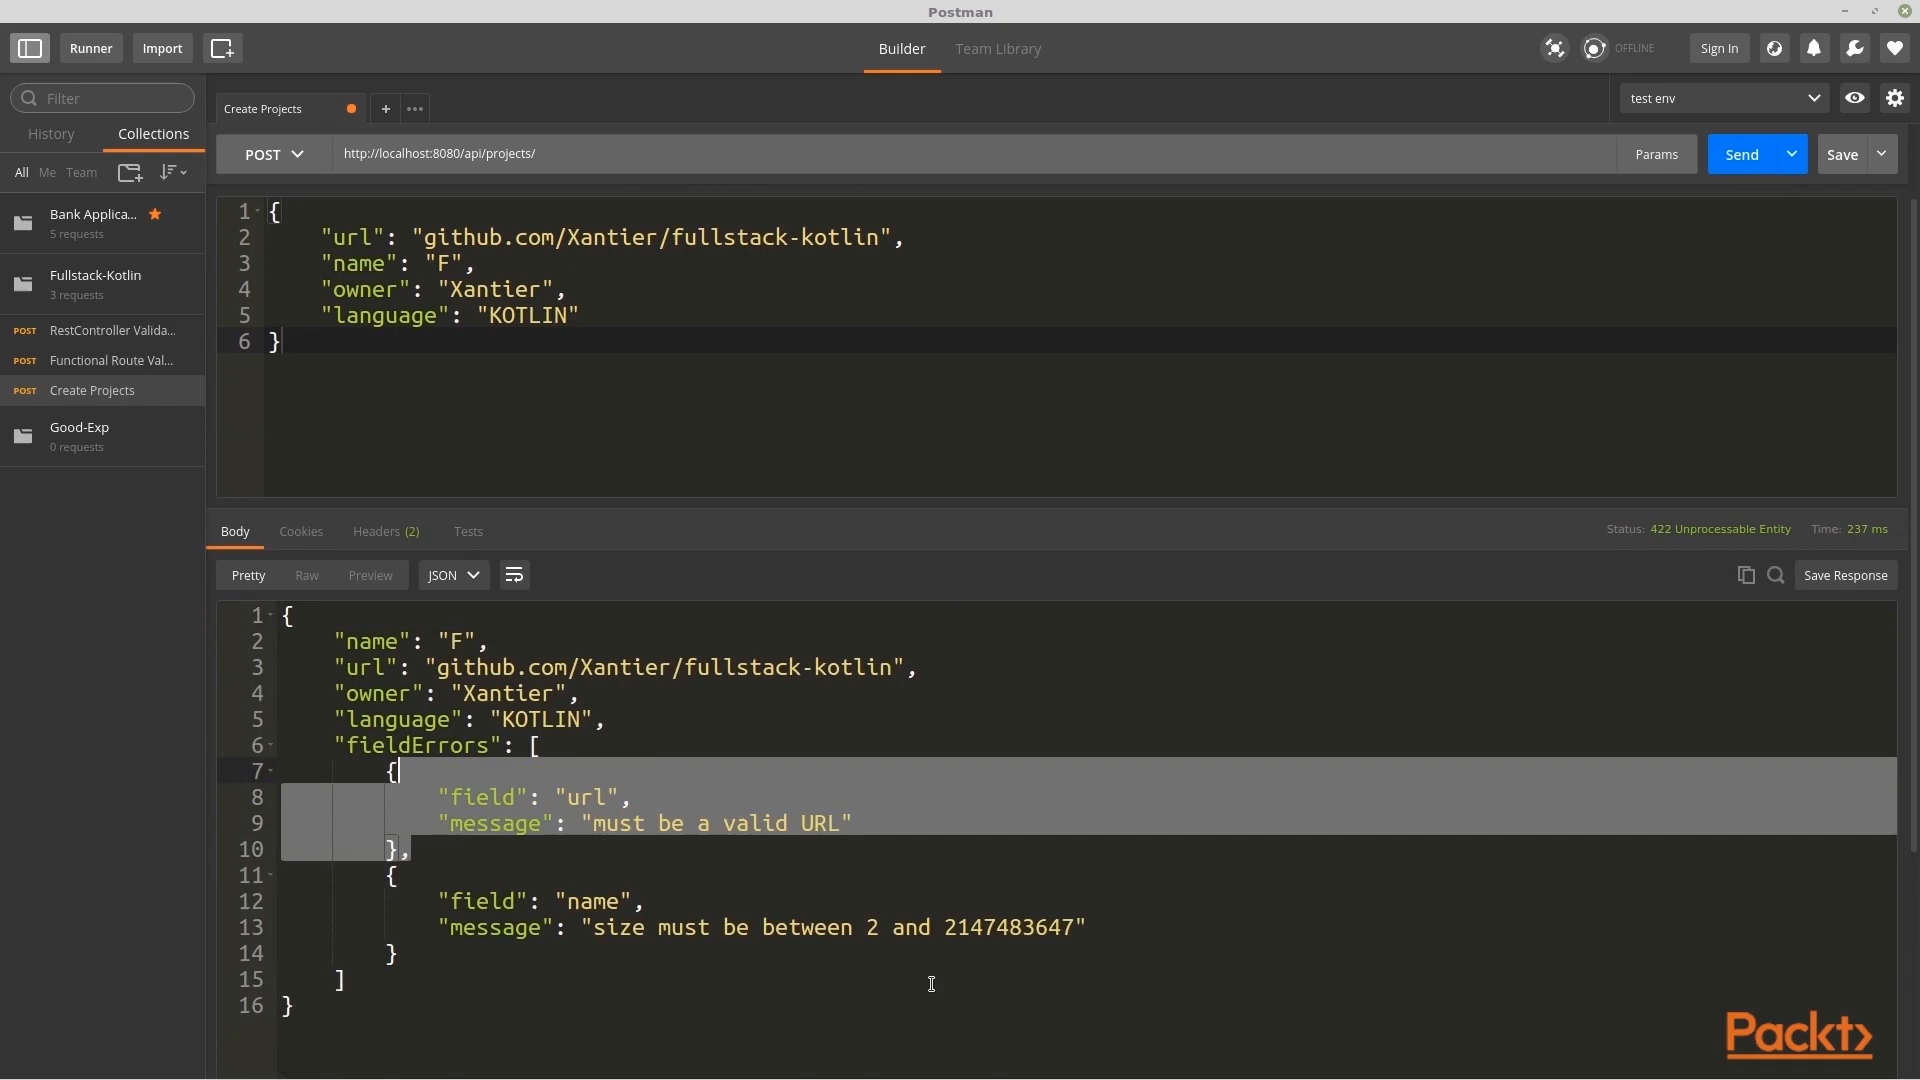 Postman
Runner
Import
Builder
Team Library
OFFLINE
Sign In
Filter
History
Collections
All
Me
Team
Bank Applica...
5 requests
Fullstack-Kotlin
3 requests
POST RestController Valida...
POST Functional Route Val...
POST Create Projects
Good-Exp
0 requests
Create Projects
test env
POST
http://localhost:8080/api/projects/
Params
Send
Save
1 {
2 "url": "github.com/Xantier/fullstack-kotlin",
3 "name": "F",
4 "owner": "Xantier",
5 "language": "KOTLIN"
6 }
Body
Cookies
Headers (2)
Tests
Status: 422 Unprocessable Entity
Time: 237 ms
Pretty
Raw
Preview
JSON
Save Response
1 {
2 "name": "F",
3 "url": "github.com/Xantier/fullstack-kotlin",
4 "owner": "Xantier",
5 "language": "KOTLIN",
6 "fieldErrors": [
7 {
8 "field": "url",
9 "message": "must be a valid URL"
10 },
11 {
12 "field": "name",
13 "message": "size must be between 2 and 2147483647"
14 }
15 ]
16 }
Packt>